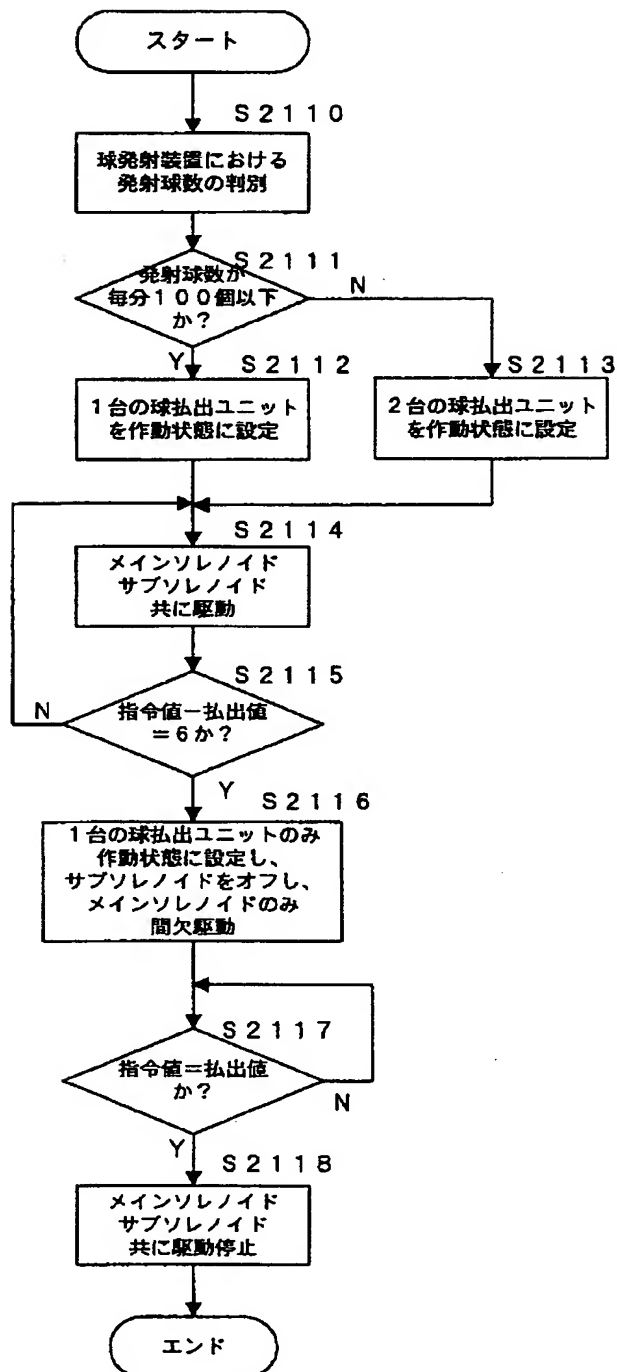 スタート
S2110
球発射装置における
発射球数の判別
S2111
発射球数が
毎分100個以下
か?
N
Y
S2112
1台の球払出ユニット
を作動状態に設定
S2113
2台の球払出ユニット
を作動状態に設定
S2114
メインソレノイド
サブソレノイド
共に駆動
S2115
指令値-払出値
=6か?
N
Y
S2116
1台の球払出ユニットのみ
作動状態に設定し、
サブソレノイドをオフし、
メインソレノイドのみ
間欠駆動
S2117
指令値=払出値
か?
N
Y
S2118
メインソレノイド
サブソレノイド
共に駆動停止
エンド